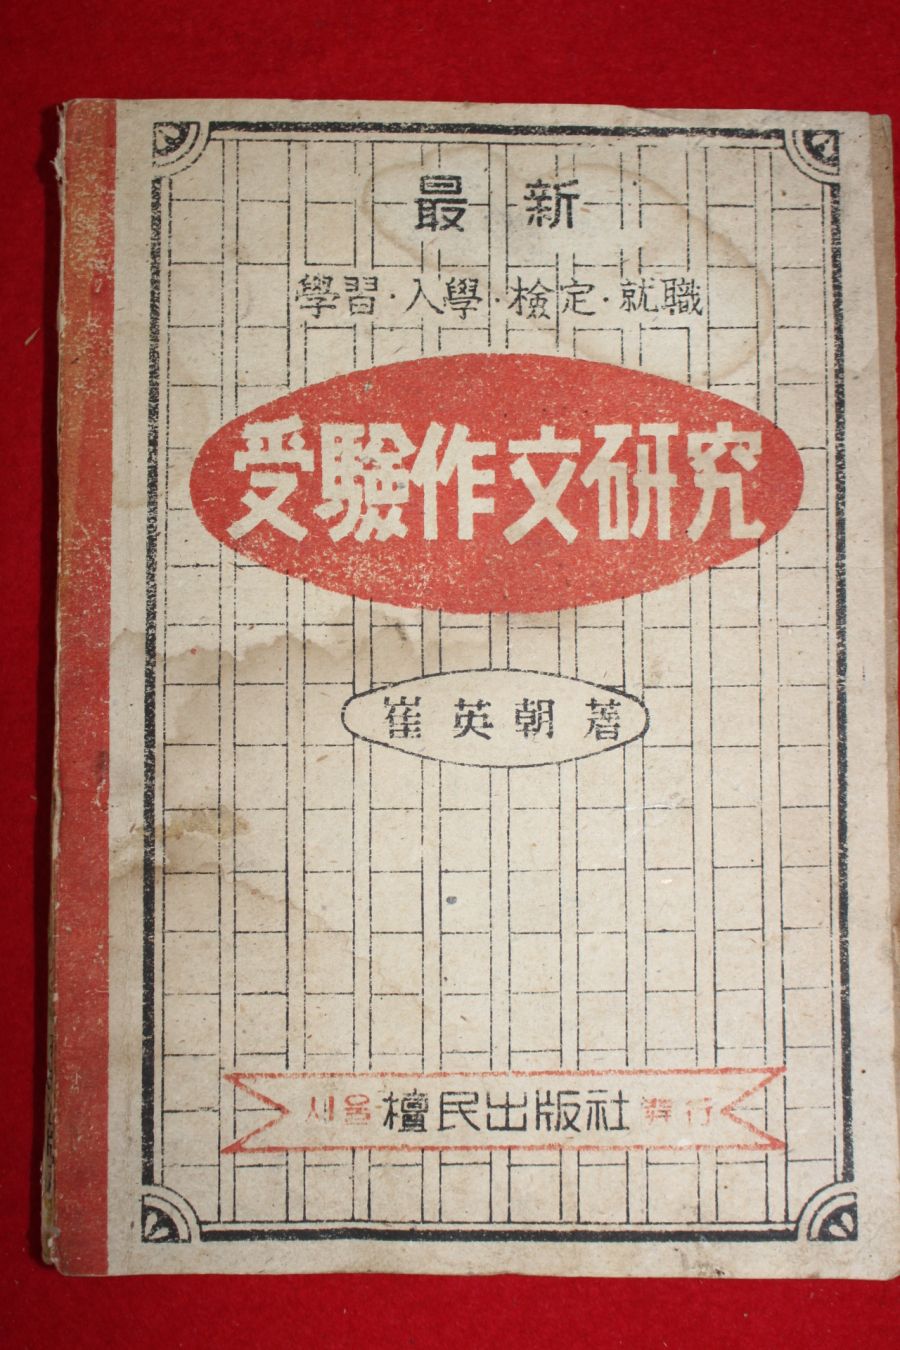 最新
學習·入學·檢定·就職
受驗作文硏究
崔英朝著
서울 檀民出版社 發行